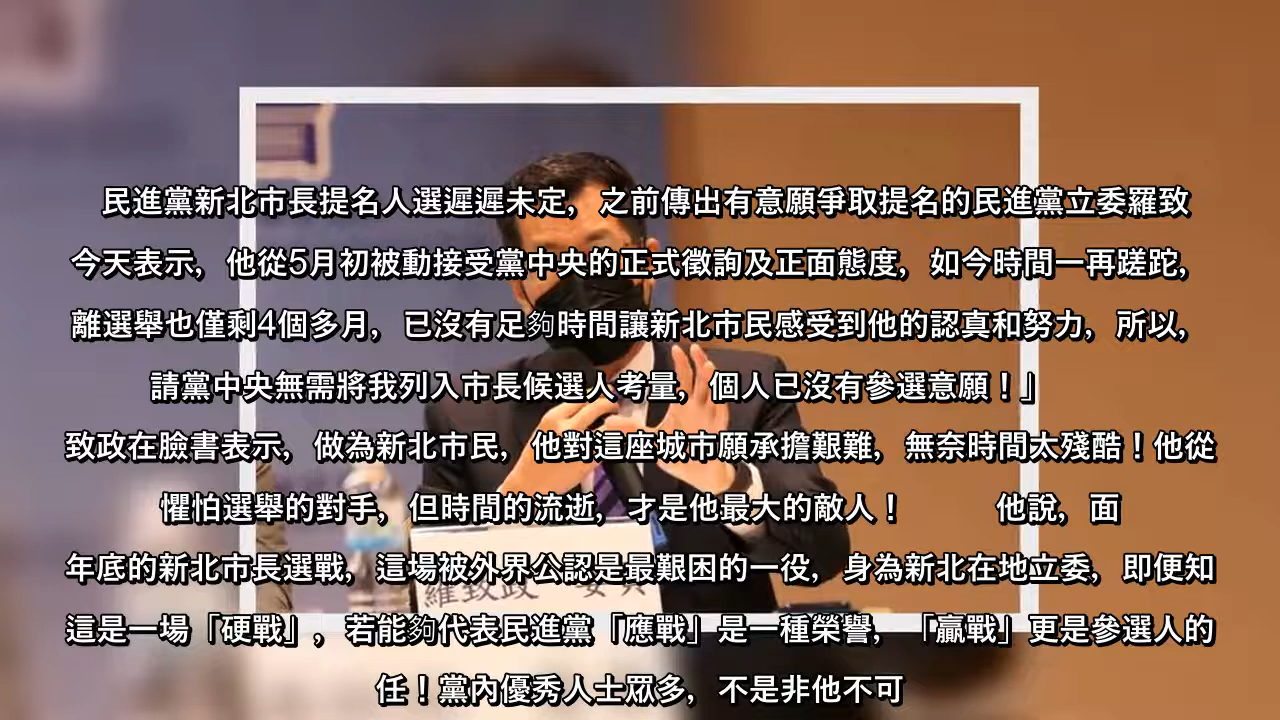 民進黨新北市長提名人選遲遲未定，之前傳出有意願爭取提名的民進黨立委羅致
今天表示，他從5月初被動接受黨中央的正式徵詢及正面態度，如今時間一再蹉跎，
離選舉也僅剩4個多月，已沒有足夠時間讓新北市民感受到他的認真和努力，所以，
請黨中央無需將我列入市長候選人考量，個人已沒有參選意願！」
致政在臉書表示，做為新北市民，他對這座城市願承擔艱難，無奈時間太殘酷！他從
懼怕選舉的對手，但時間的流逝，才是他最大的敵人！　　　他說，面
年底的新北市長選戰，這場被外界公認是最艱困的一役，身為新北在地立委，即便知
這是一場「硬戰」，若能夠代表民進黨「應戰」是一種榮譽，「贏戰」更是參選人的
任！黨內優秀人士眾多，不是非他不可
羅致政 委員